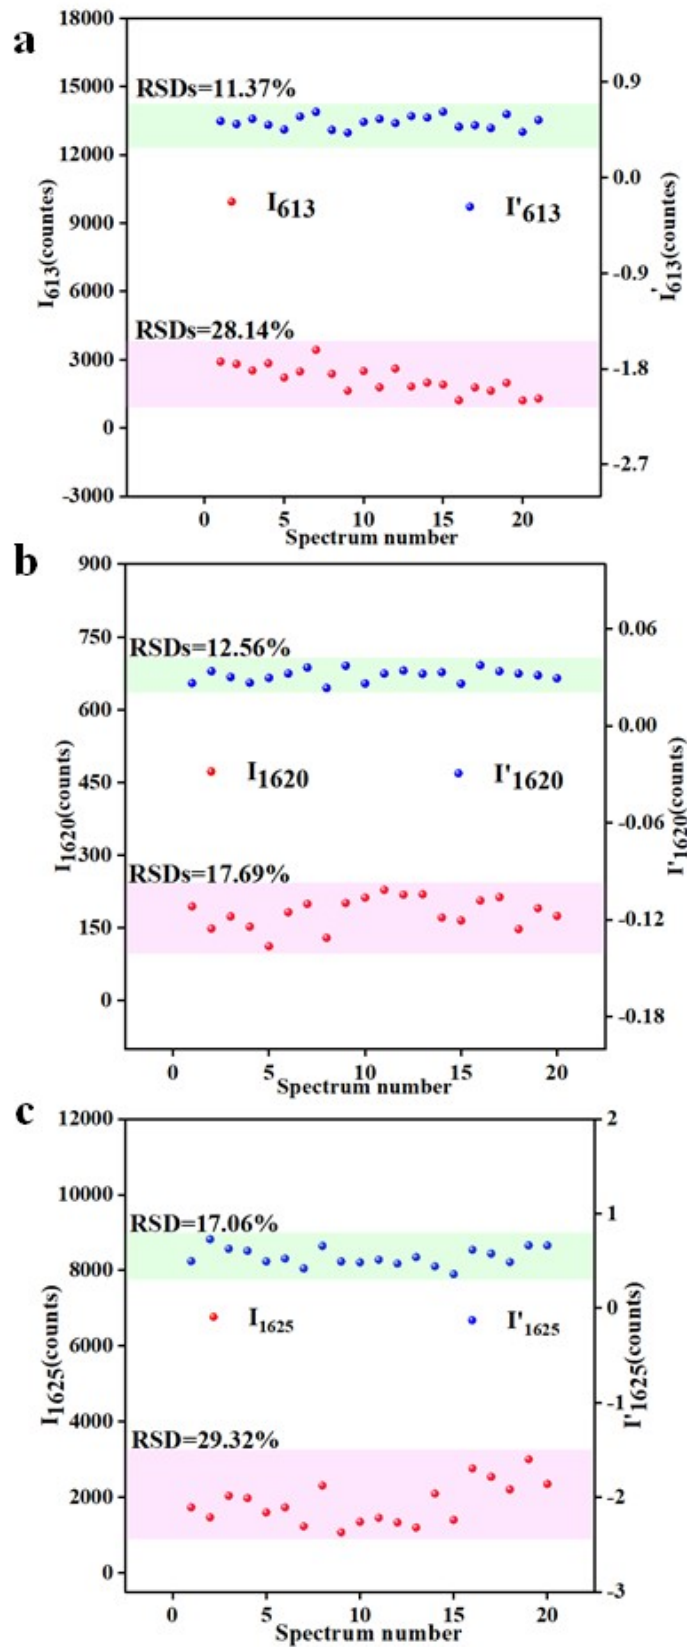 a
18000
15000
12000
9000
6000
3000
0
-3000
I613(countes)
RSDs=11.37%
I613
I'613
RSDs=28.14%
0.9
0.0
-0.9
-1.8
-2.7
I'613(countes)
0 5 10 15 20
Spectrum number
b
900
750
600
450
300
150
0
I1620(counts)
RSDs=12.56%
I1620
I'1620
RSDs=17.69%
0.06
0.00
-0.06
-0.12
-0.18
I'1620(counts)
0 5 10 15 20
Spectrum number
c
12000
10000
8000
6000
4000
2000
0
I1625(counts)
RSD=17.06%
I1625
I'1625
RSD=29.32%
2
1
0
-1
-2
-3
I'1625(counts)
0 5 10 15 20
Spectrum number